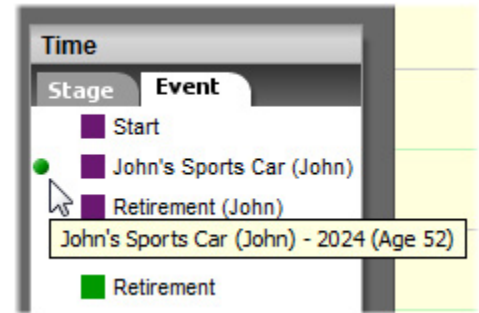 Time
Stage
Event
Start
John's Sports Car (John)
Retirement (John)
John's Sports Car (John) - 2024 (Age 52)
Retirement